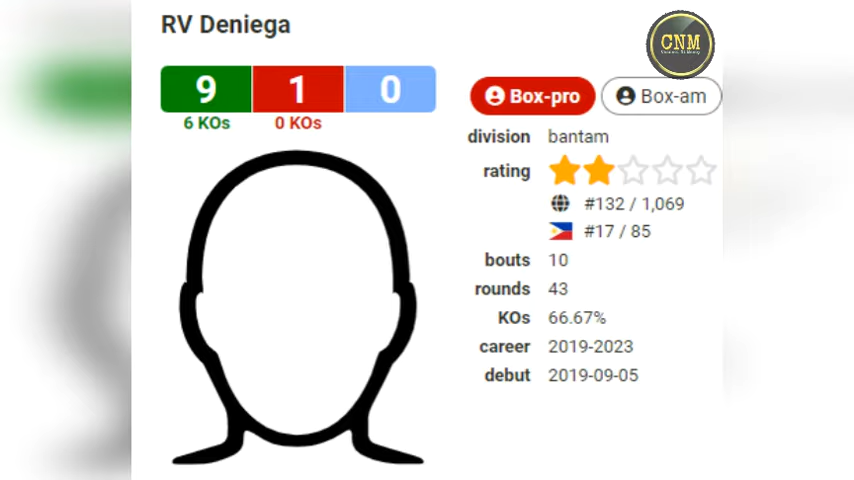 RV Deniega
CNM
9 1 0
6 KOs 0 KOs
Box-pro Box-am
division bantam
rating
#132 / 1,069
#17 / 85
bouts 10
rounds 43
KOs 66.67%
career 2019-2023
debut 2019-09-05